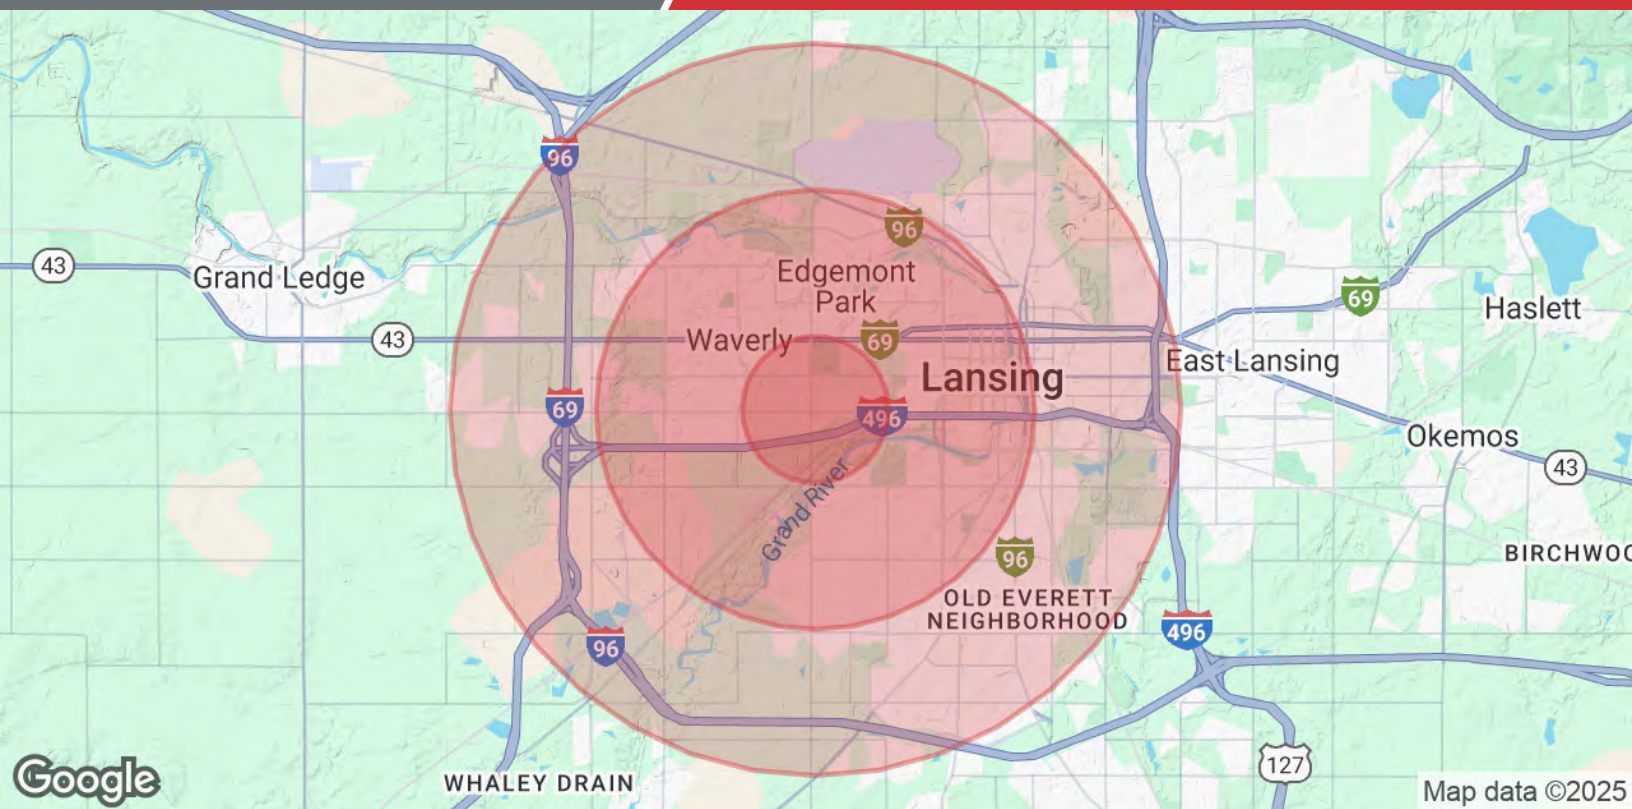 96
96
Edgemont
Park
43
Grand Ledge
69
Haslett
43
Waverly
69
East Lansing
Lansing
69
496
Okemos
43
Grand River
96
BIRCHWOO
OLD EVERETT
NEIGHBORHOOD
496
96
127
WHALEY DRAIN
Google
Map data ©2025